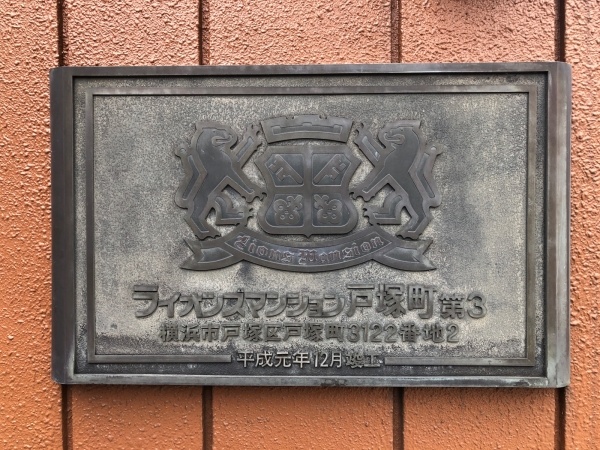 Lions Mansion
ライオンズマンション戸塚町第3
横浜市戸塚区戸塚町3122番地2
平成元年12月竣工